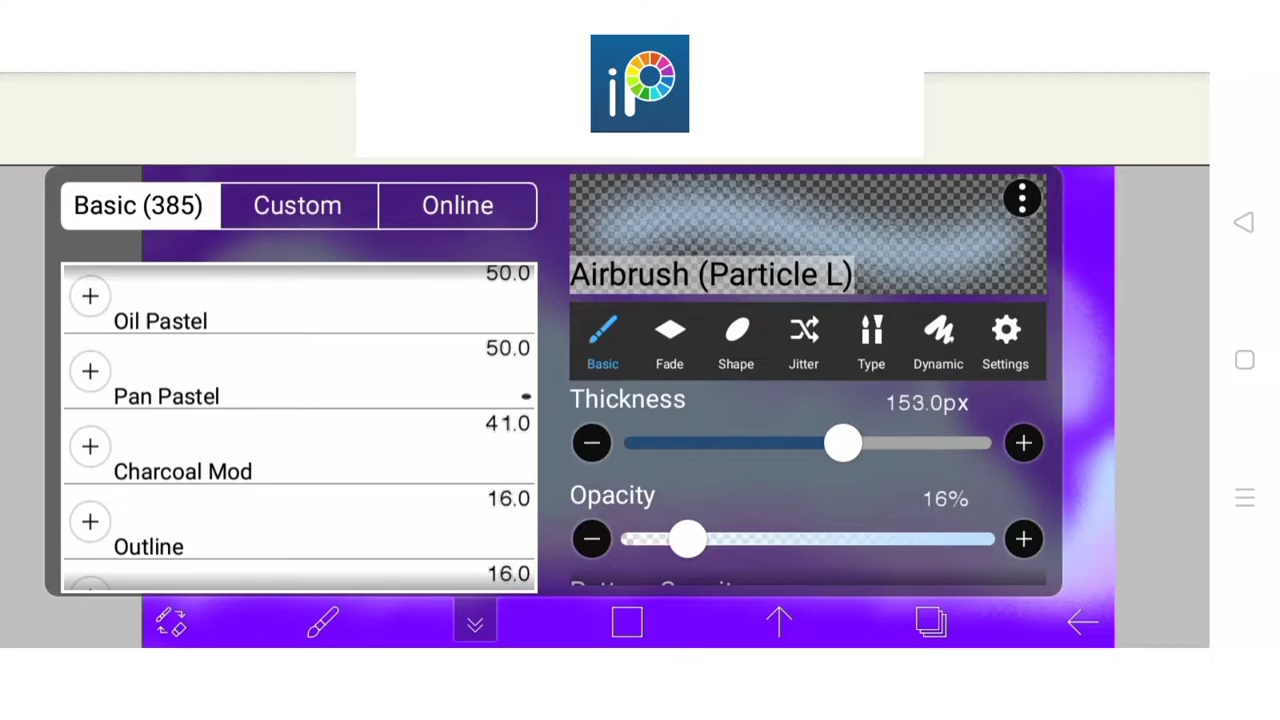 iP
Basic (385)
Custom
Online
50.0
Oil Pastel
50.0
Pan Pastel
41.0
Charcoal Mod
16.0
Outline
16.0
Airbrush (Particle L)
Basic
Fade
Shape
Jitter
Type
Dynamic
Settings
Thickness
153.0px
Opacity
16%